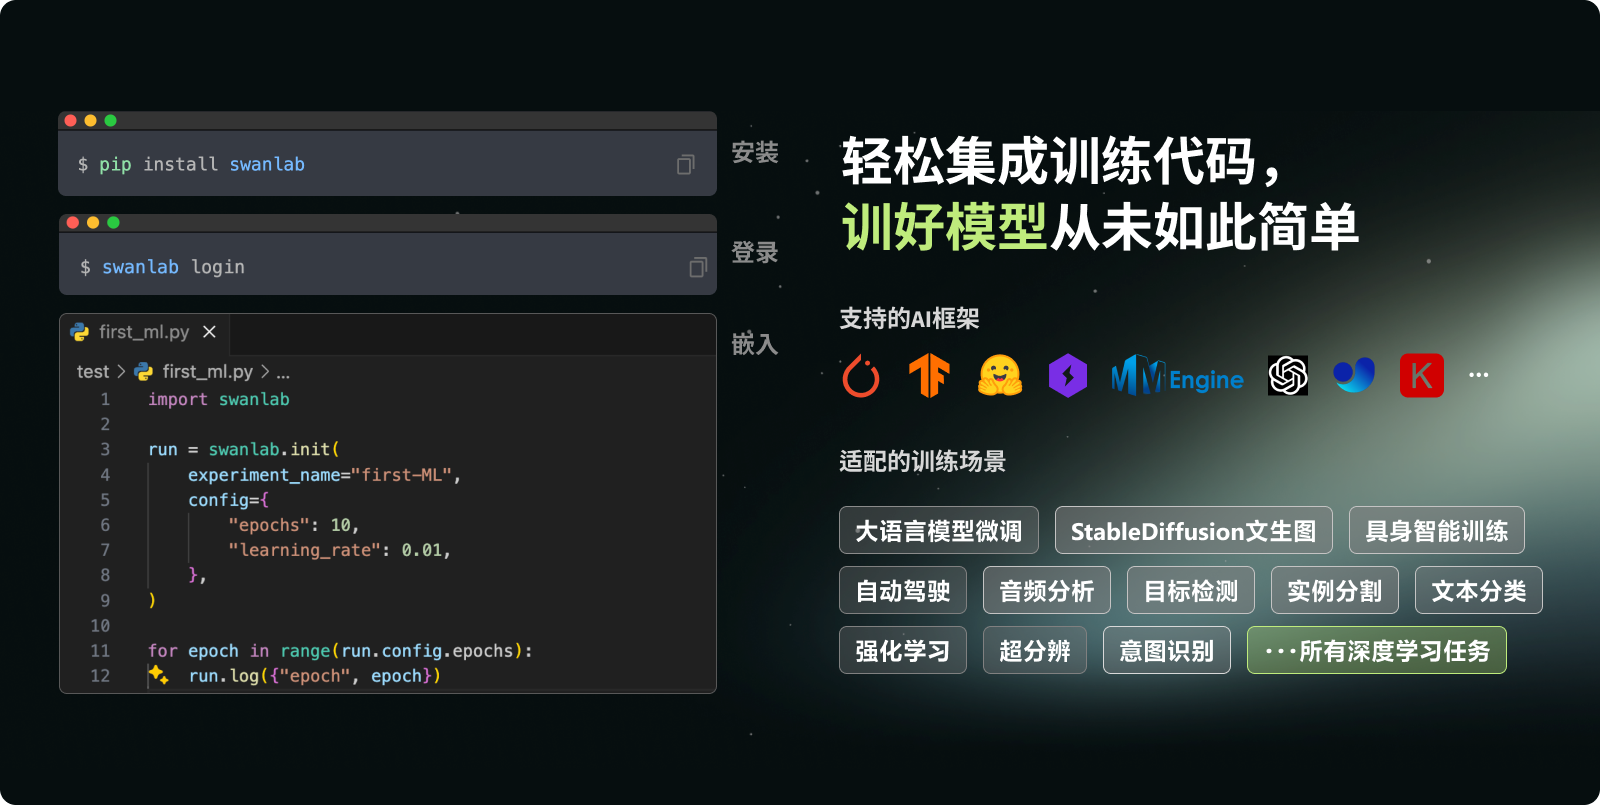 $ pip install swanlab
安装
$ swanlab login
登录
first_ml.py
嵌入
test > first_ml.py > ...
1 import swanlab
2
3 run = swanlab.init(
4 experiment_name="first-ML",
5 config={
6 "epochs": 10,
7 "learning_rate": 0.01,
8 },
9 )
10
11 for epoch in range(run.config.epochs):
12 run.log({"epoch", epoch})
轻松集成训练代码，
训好模型从未如此简单
支持的AI框架
MM Engine
K
···
适配的训练场景
大语言模型微调
StableDiffusion文生图
具身智能训练
自动驾驶
音频分析
目标检测
实例分割
文本分类
强化学习
超分辨
意图识别
···所有深度学习任务